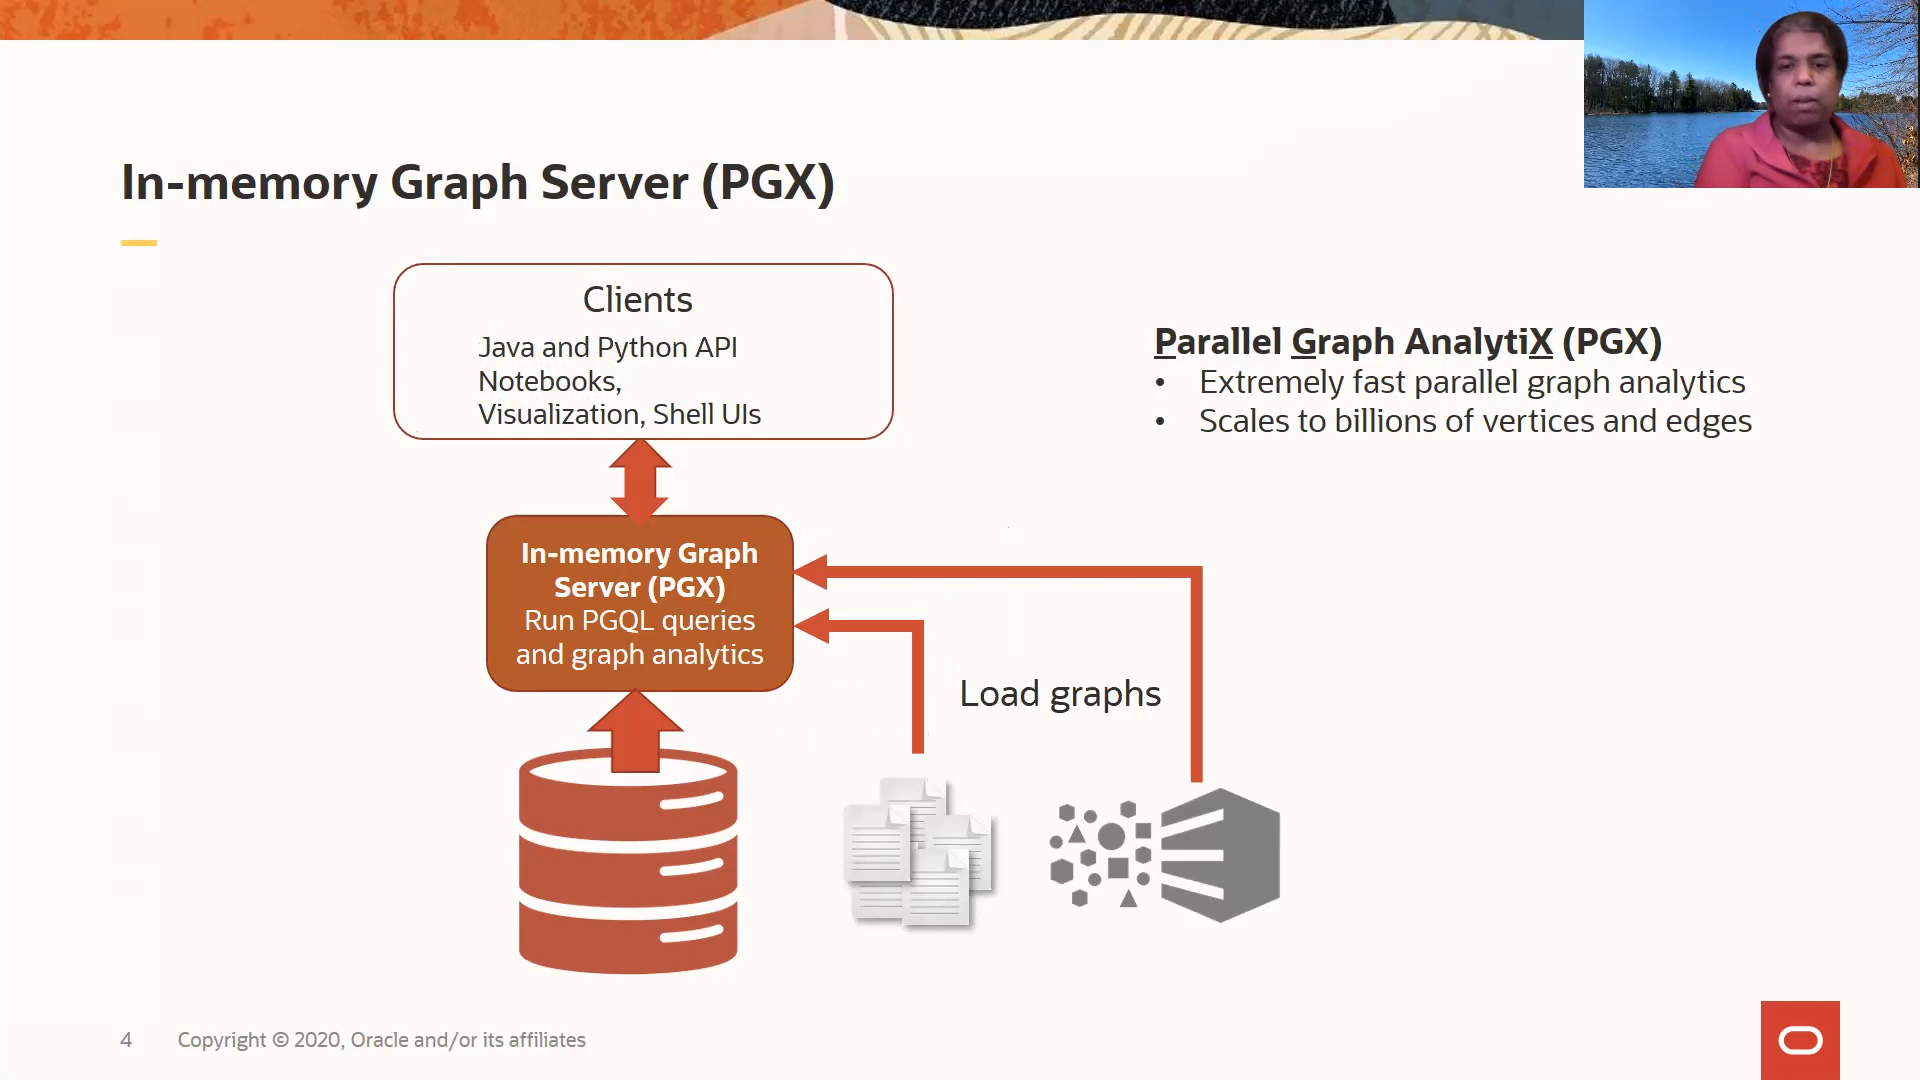 In-memory Graph Server (PGX)
Clients
Java and Python API
Notebooks,
Visualization, Shell UIs
Parallel Graph AnalytiX (PGX)
• Extremely fast parallel graph analytics
• Scales to billions of vertices and edges
In-memory Graph
Server (PGX)
Run PGQL queries
and graph analytics
Load graphs
4 Copyright © 2020, Oracle and/or its affiliates